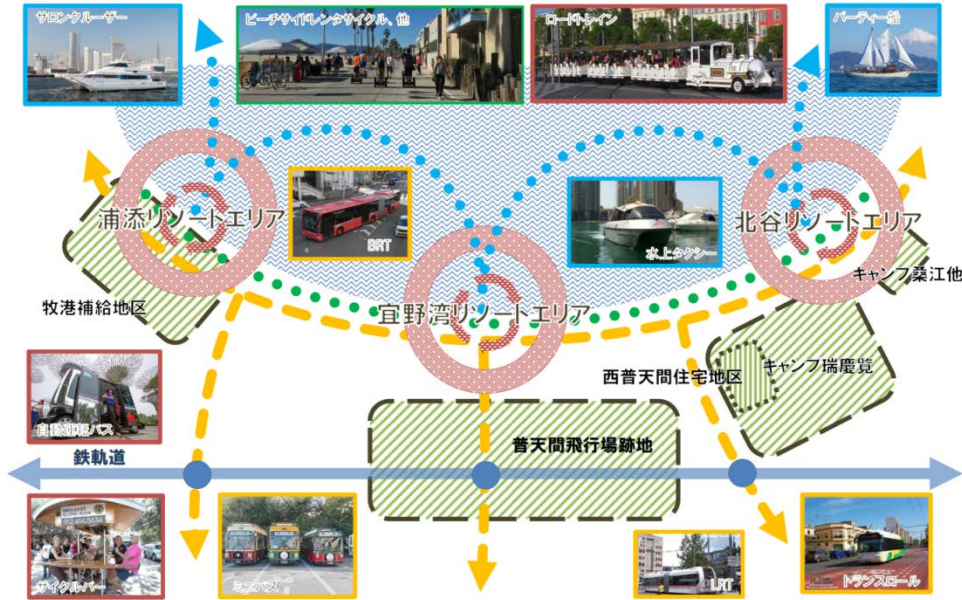 サロンクルーザー
ビーチサイドレンタサイクル、他
ロードトレイン
パーティー船
浦添リゾートエリア
BRT
水上タクシー
北谷リゾートエリア
キャンプ桑江他
牧港補給地区
宜野湾リゾートエリア
西普天間住宅地区
キャンプ瑞慶覧
自動運転バス
普天間飛行場跡地
鉄軌道
サイクルバー
ミニバス
LRT
トランスロール